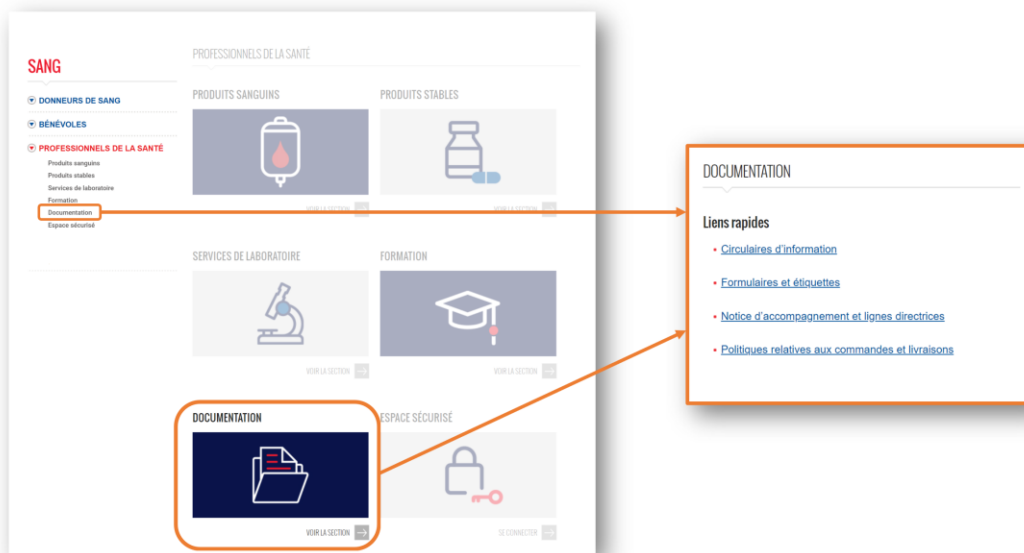 SANG
DONNEURS DE SANG
BÉNÉVOLES
PROFESSIONNELS DE LA SANTÉ
Produits sanguins
Produits stables
Services de laboratoire
Formation
Documentation
Espace sécurisé
PROFESSIONNELS DE LA SANTÉ
PRODUITS SANGUINS
PRODUITS STABLES
VOIR LA SECTION
VOIR LA SECTION
SERVICES DE LABORATOIRE
FORMATION
VOIR LA SECTION
VOIR LA SECTION
DOCUMENTATION
ESPACE SÉCURISÉ
VOIR LA SECTION
SE CONNECTER
DOCUMENTATION
Liens rapides
• Circulaires d'information
• Formulaires et étiquettes
• Notice d'accompagnement et lignes directrices
• Politiques relatives aux commandes et livraisons